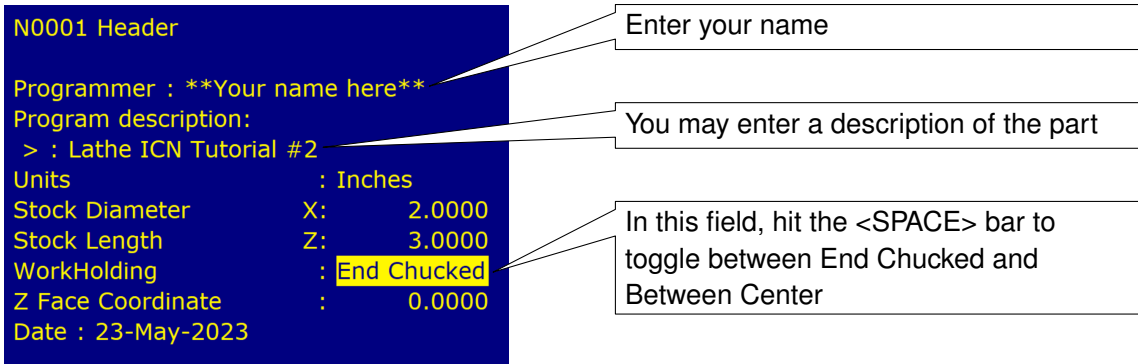 N0001 Header
Programmer : **Your name here**
Program description:
> : Lathe ICN Tutorial #2
Units : Inches
Stock Diameter X: 2.0000
Stock Length Z: 3.0000
WorkHolding : End Chucked
Z Face Coordinate : 0.0000
Date : 23-May-2023
Enter your name
You may enter a description of the part
In this field, hit the <SPACE> bar to
toggle between End Chucked and
Between Center